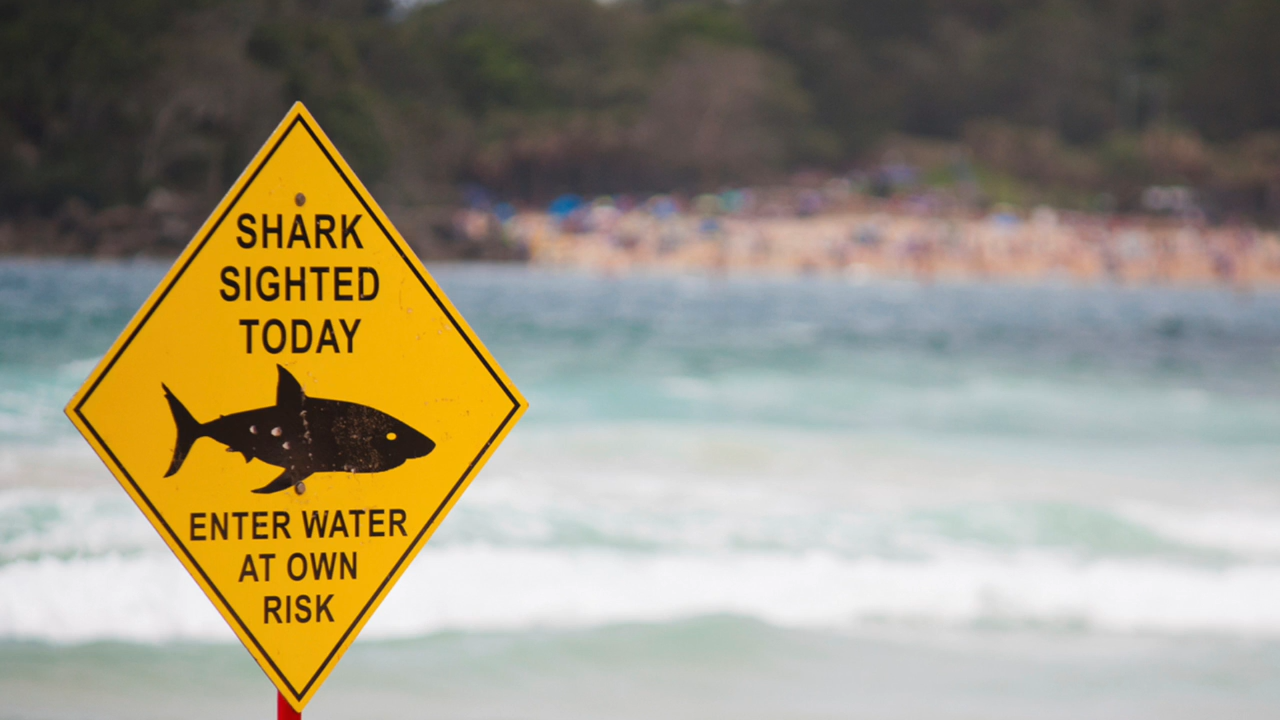 SHARK
SIGHTED
TODAY
ENTER WATER
AT OWN
RISK